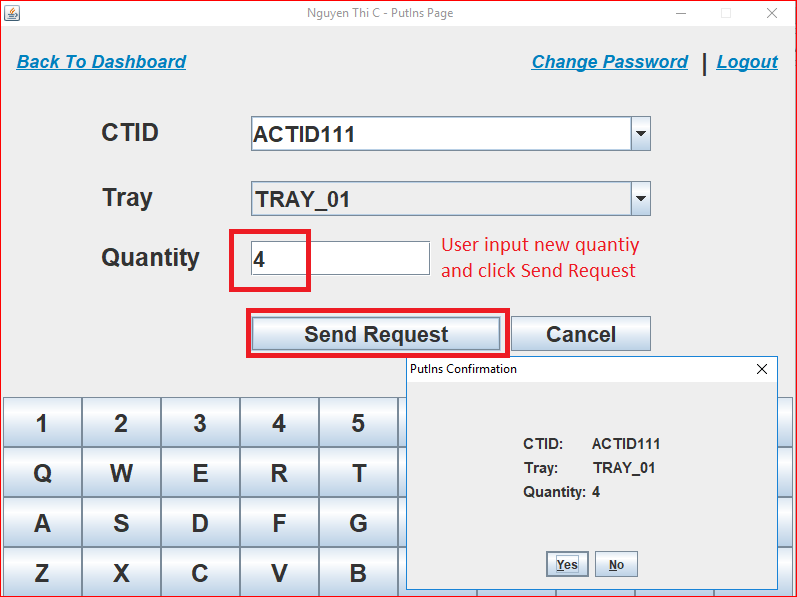 Nguyen Thi C - PutIns Page
Back To Dashboard
Change Password | Logout
CTID ACTID111
Tray TRAY_01
Quantity 4
User input new quantiy
and click Send Request
Send Request Cancel
PutIns Confirmation
CTID: ACTID111
Tray: TRAY_01
Quantity: 4
Yes No
1 2 3 4 5
Q W E R T
A S D F G
Z X C V B